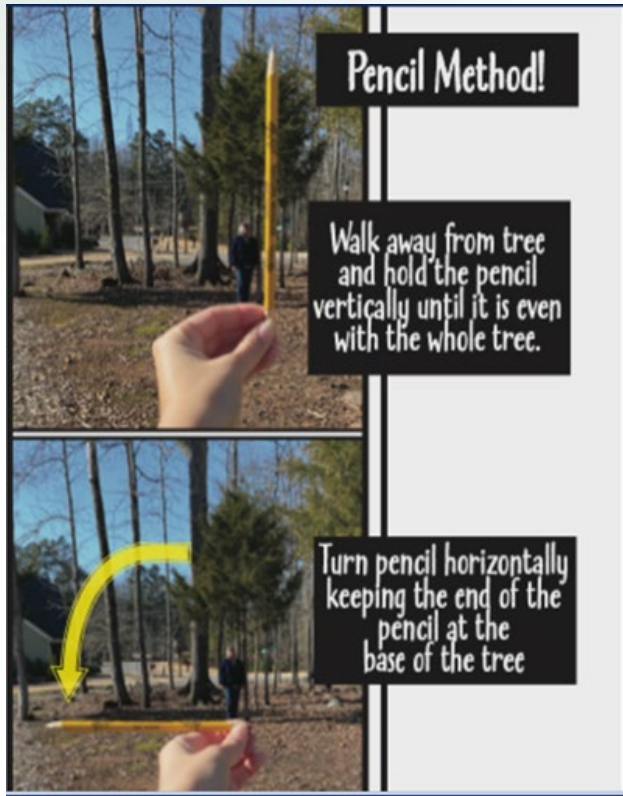 Pencil Method!
Walk away from tree
and hold the pencil
vertically until it is even
with the whole tree.
Turn pencil horizontally
keeping the end of the
pencil at the
base of the tree